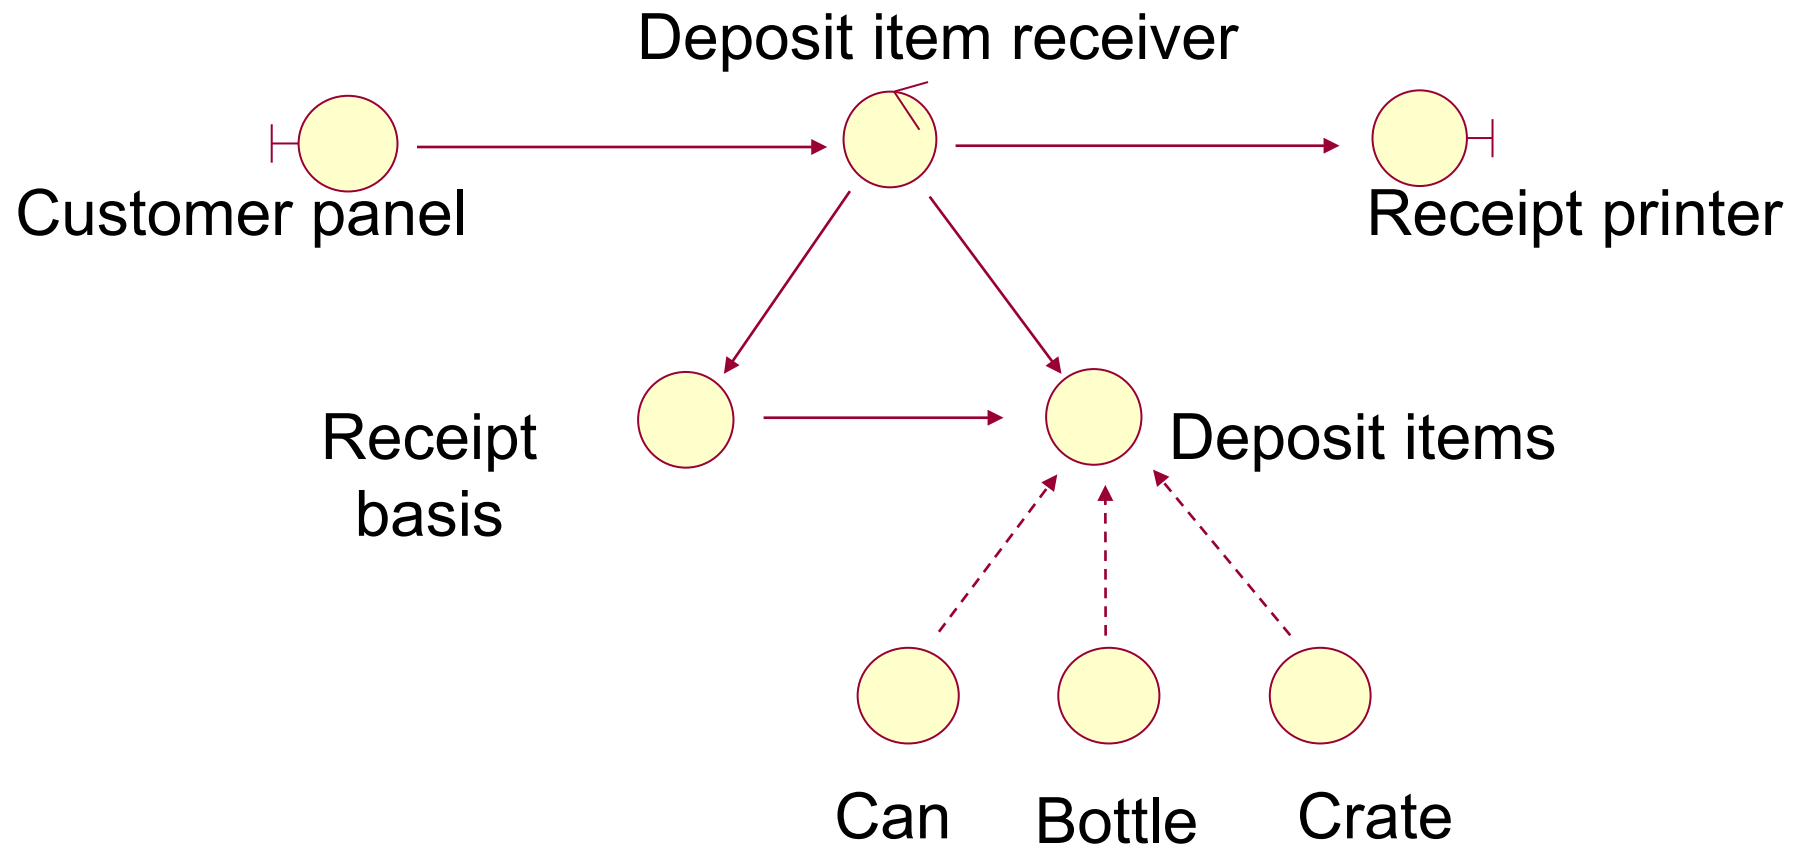 Deposit item receiver
Customer panel
Receipt printer
Receipt
basis
Deposit items
Can
Bottle
Crate